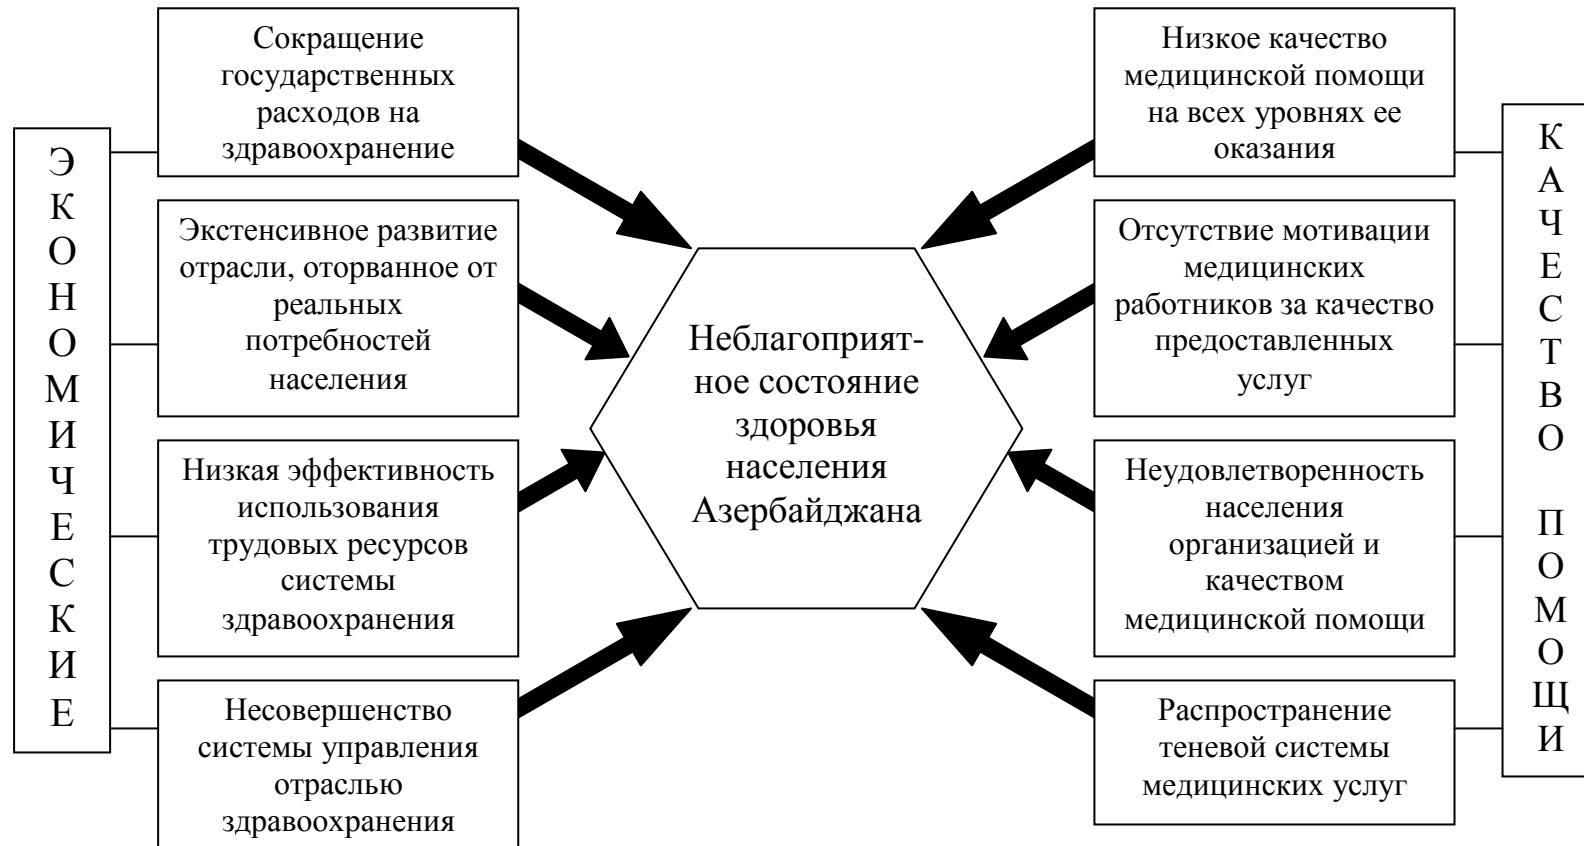 ЭКОНОМИЧЕСКИЕ
Сокращение
государственных
расходов на
здравоохранение
Экстенсивное развитие
отрасли, оторванное от
реальных
потребностей
населения
Низкая эффективность
использования
трудовых ресурсов
системы
здравоохранения
Несовершенство
системы управления
отраслью
здравоохранения
Неблагоприят-
ное состояние
здоровья
населения
Азербайджана
Низкое качество
медицинской помощи
на всех уровнях ее
оказания
Отсутствие мотивации
медицинских
работников за качество
предоставленных
услуг
Неудовлетворенность
населения
организацией и
качеством
медицинской помощи
Распространение
теневой системы
медицинских услуг
КАЧЕСТВО ПОМОЩИ